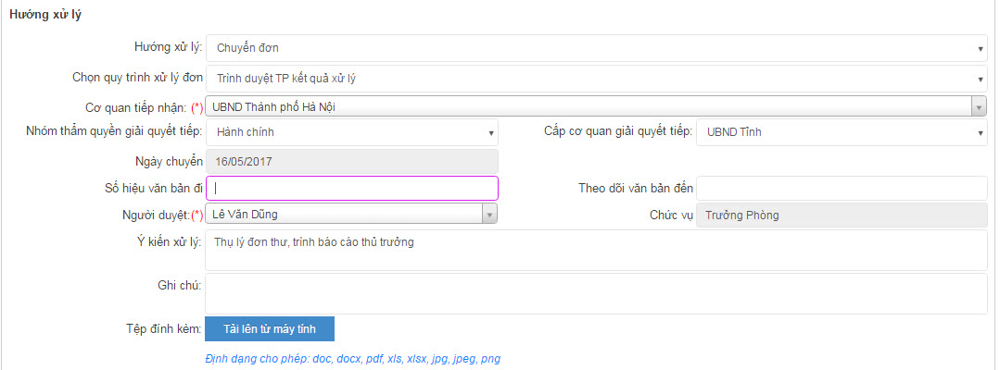 Hướng xử lý
Hướng xử lý: Chuyển đơn
Chọn quy trình xử lý đơn Trình duyệt TP kết quả xử lý
Cơ quan tiếp nhận: (*) UBND Thành phố Hà Nội
Nhóm thẩm quyền giải quyết tiếp: Hành chính Cấp cơ quan giải quyết tiếp: UBND Tỉnh
Ngày chuyển 16/05/2017
Số hiệu văn bản đi Theo dõi văn bản đến
Người duyệt:(*) Lê Văn Dũng Chức vụ Trưởng Phòng
Ý kiến xử lý: Thụ lý đơn thư, trình báo cáo thủ trưởng
Ghi chú:
Tệp đính kèm: Tải lên từ máy tính
Định dạng cho phép: doc, docx, pdf, xls, xlsx, jpg, jpeg, png